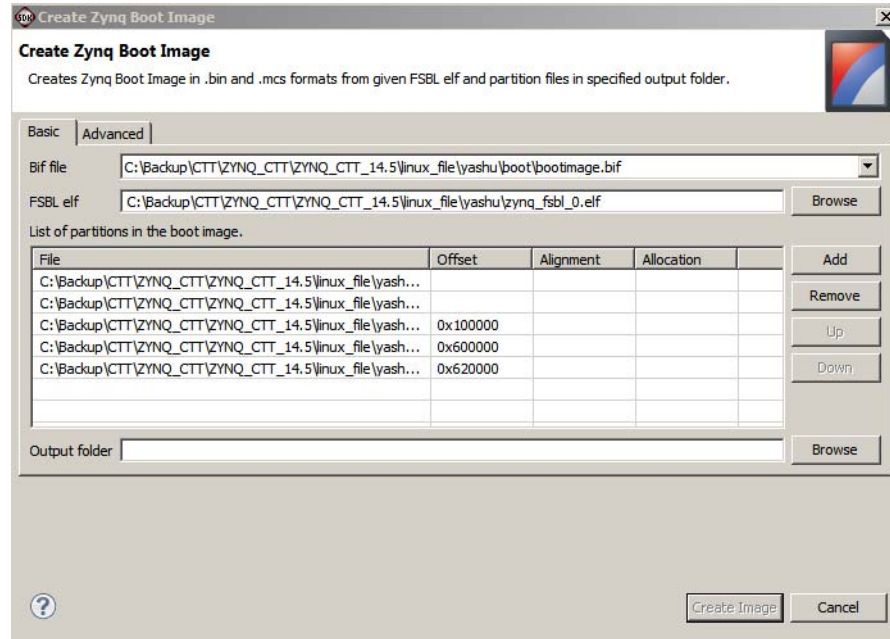 SDK Create Zynq Boot Image
Create Zynq Boot Image
Creates Zynq Boot Image in .bin and .mcs formats from given FSBL elf and partition files in specified output folder.
Basic Advanced
Bif file C:\Backup\CTT\ZYNQ_CTT\ZYNQ_CTT_14.5\linux_file\yashu\boot\bootimage.bif
FSBL elf C:\Backup\CTT\ZYNQ_CTT\ZYNQ_CTT_14.5\linux_file\yashu\zynq_fsbl_0.elf Browse
List of partitions in the boot image.
File Offset Alignment Allocation Add
C:\Backup\CTT\ZYNQ_CTT\ZYNQ_CTT_14.5\linux_file\yash...
C:\Backup\CTT\ZYNQ_CTT\ZYNQ_CTT_14.5\linux_file\yash... Remove
C:\Backup\CTT\ZYNQ_CTT\ZYNQ_CTT_14.5\linux_file\yash... 0x100000
C:\Backup\CTT\ZYNQ_CTT\ZYNQ_CTT_14.5\linux_file\yash... 0x600000 Up
C:\Backup\CTT\ZYNQ_CTT\ZYNQ_CTT_14.5\linux_file\yash... 0x620000 Down
Output folder Browse
? Create Image Cancel